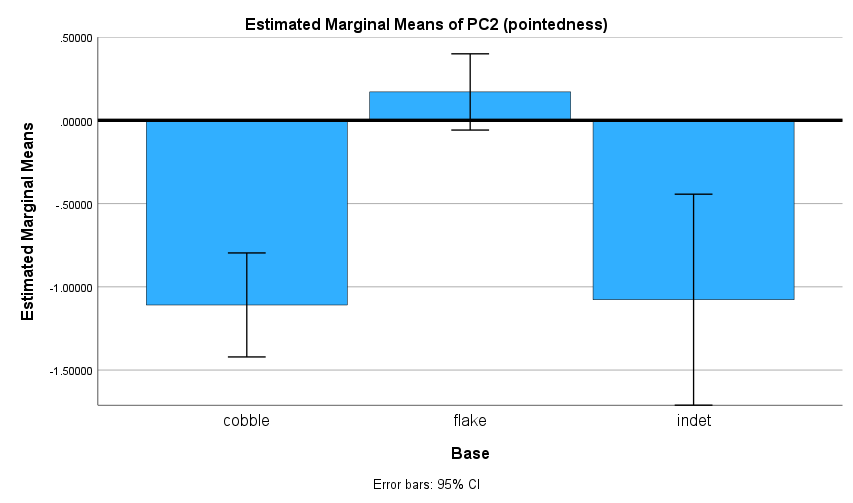 Estimated Marginal Means of PC2 (pointedness)
Estimated Marginal Means
.50000
.00000
-.50000
-1.00000
-1.50000
cobble flake indet
Base
Error bars: 95% CI